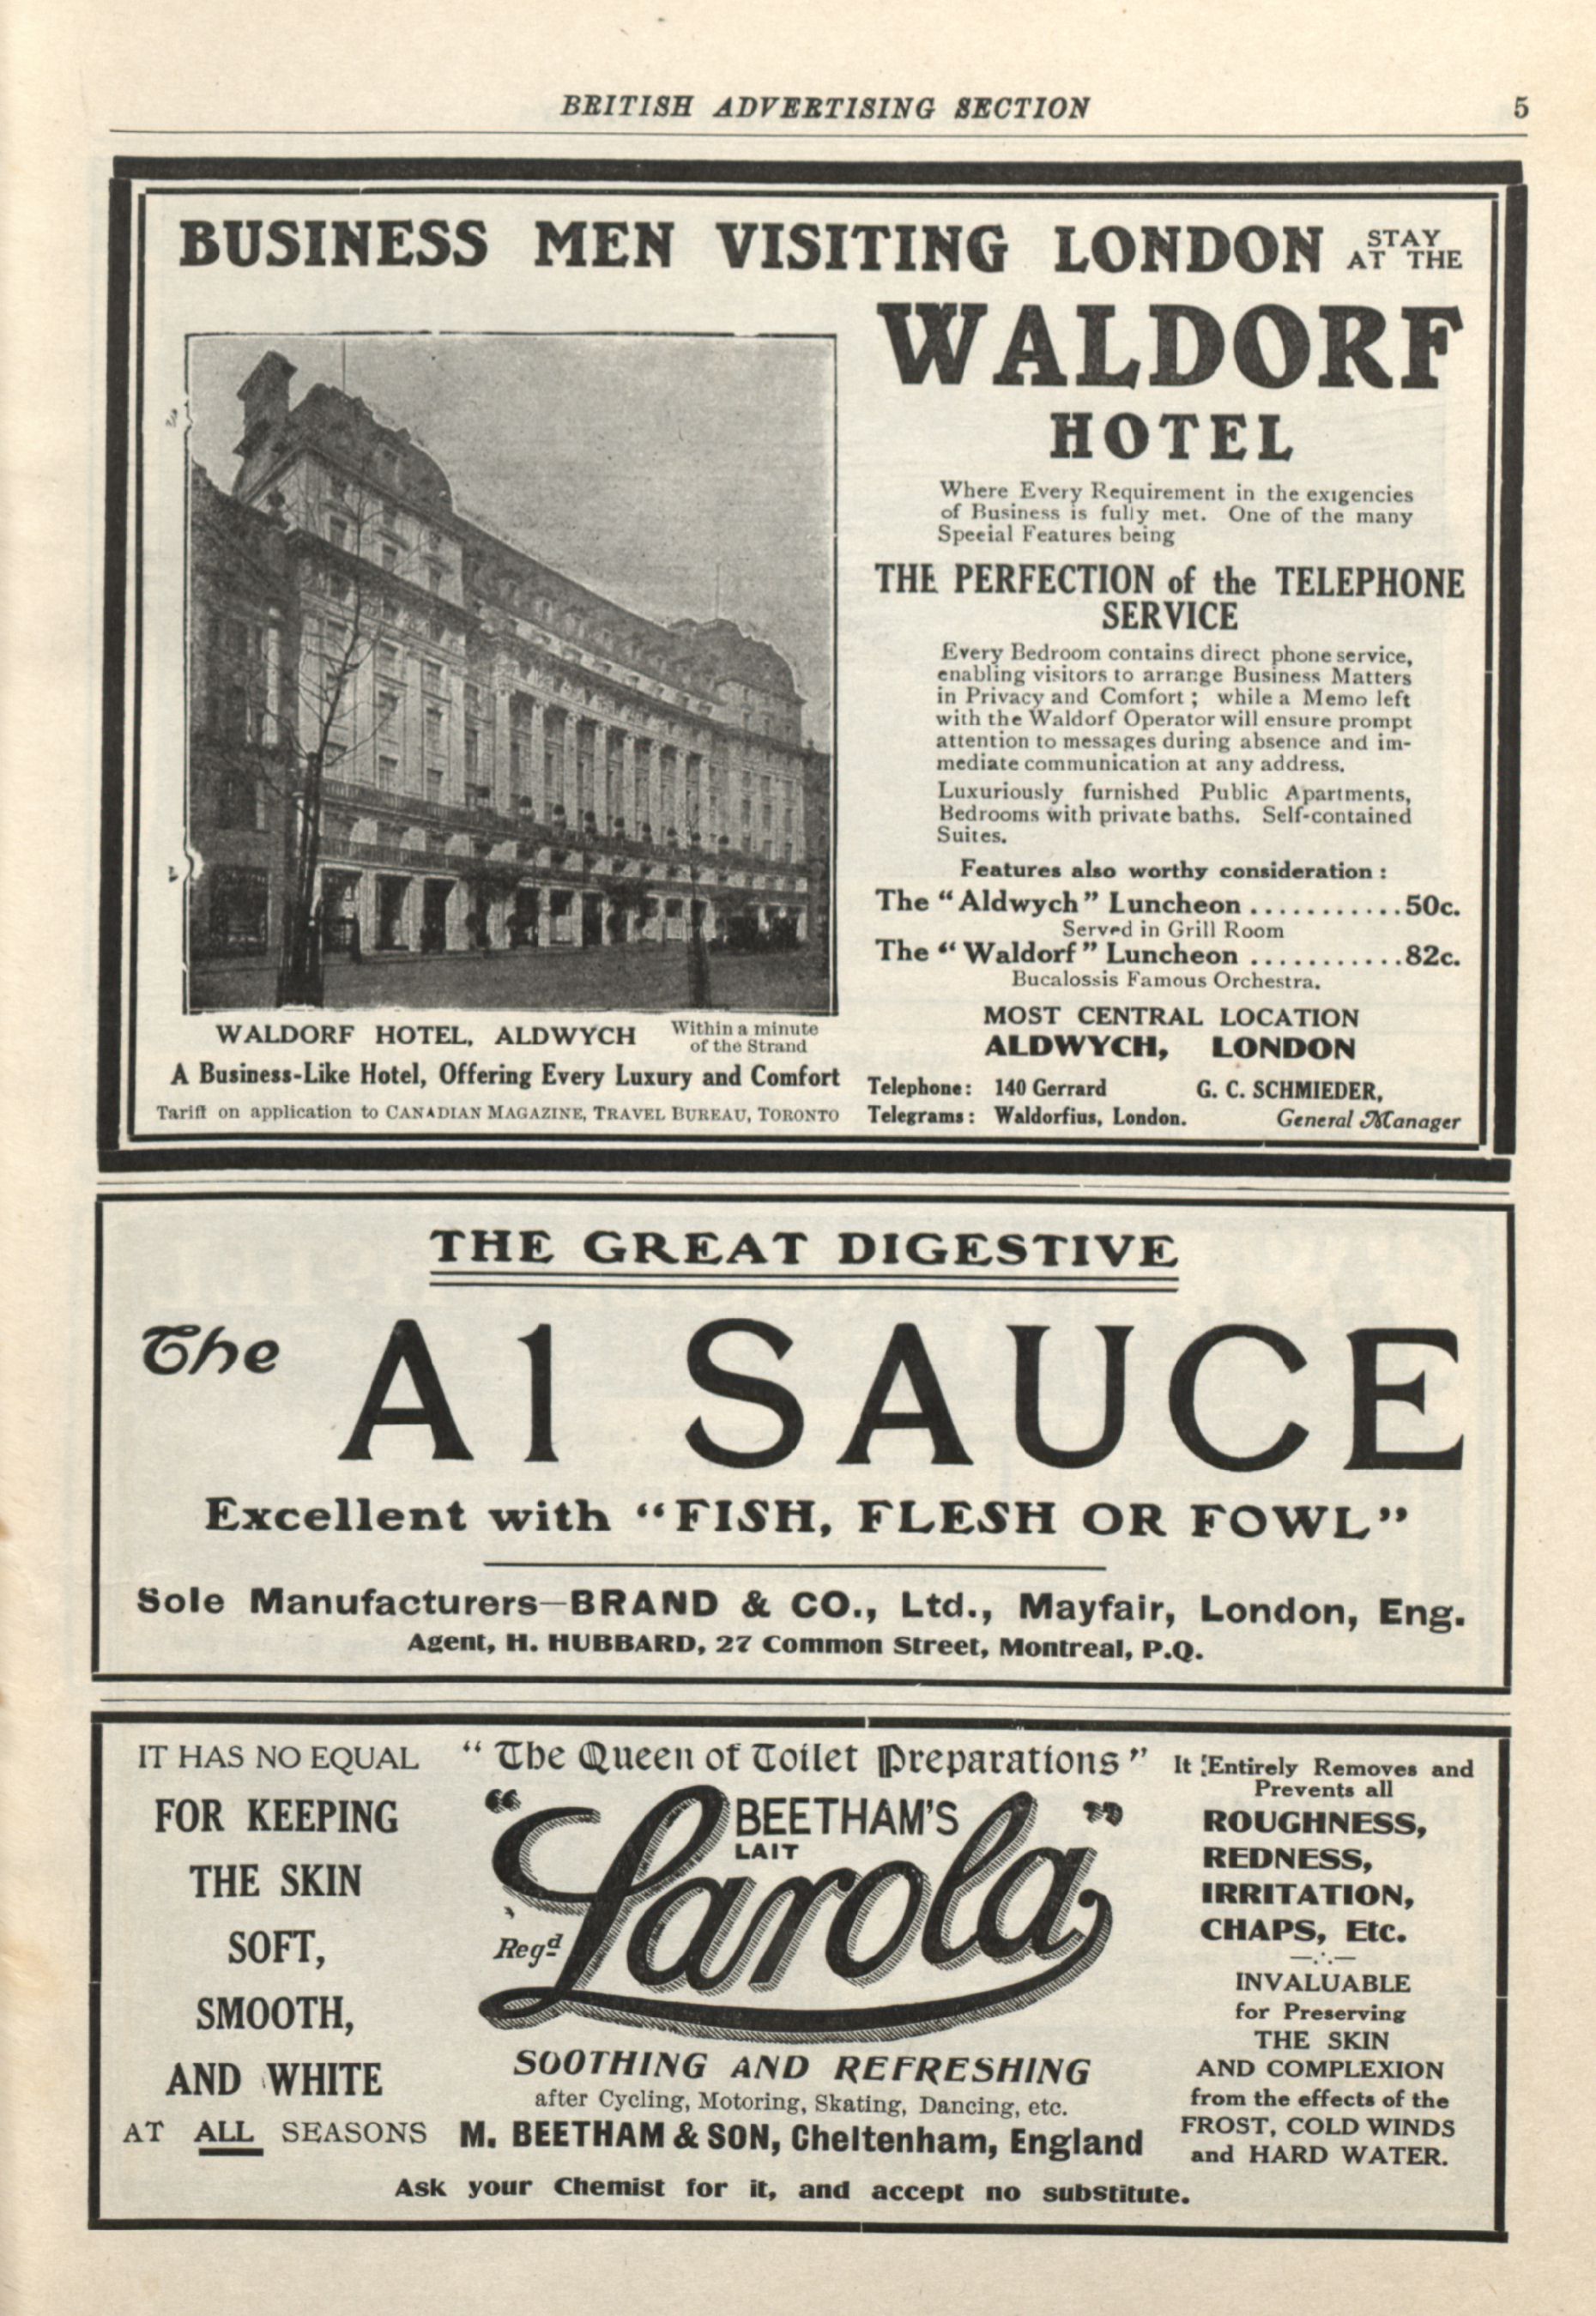 BRITISH ADVERTISING SECTION 5
BUSINESS MEN VISITING LONDON STAY AT THE
WALDORF
HOTEL
Where Every Requirement in the exigencies
of Business is fully met. One of the many
Special Features being
THE PERFECTION of the TELEPHONE
SERVICE
Every Bedroom contains direct phone service,
enabling visitors to arrange Business Matters
in Privacy and Comfort; while a Memo left
with the Waldorf Operator will ensure prompt
attention to messages during absence and im-
mediate communication at any address.
Luxuriously furnished Public Apartments,
Bedrooms with private baths. Self-contained
Suites.
Features also worthy consideration:
The "Aldwych" Luncheon ...........50c.
Served in Grill Room
The "Waldorf" Luncheon ...........82c.
Bucalossis Famous Orchestra.
MOST CENTRAL LOCATION
ALDWYCH, LONDON
Telephone: 140 Gerrard G. C. SCHMIEDER,
Telegrams: Waldorfius, London. General Manager
WALDORF HOTEL, ALDWYCH Within a minute
of the Strand
A Business-Like Hotel, Offering Every Luxury and Comfort
Tariff on application to CANADIAN MAGAZINE, TRAVEL BUREAU, TORONTO
THE GREAT DIGESTIVE
The A1 SAUCE
Excellent with "FISH, FLESH OR FOWL"
Sole Manufacturers—BRAND & CO., Ltd., Mayfair, London, Eng.
Agent, H. HUBBARD, 27 Common Street, Montreal, P.Q.
IT HAS NO EQUAL
FOR KEEPING
THE SKIN
SOFT,
SMOOTH,
AND WHITE
AT ALL SEASONS
"The Queen of Toilet Preparations"
BEETHAM'S
LAIT
"Larola"
Regd
SOOTHING AND REFRESHING
after Cycling, Motoring, Skating, Dancing, etc.
M. BEETHAM & SON, Cheltenham, England
It Entirely Removes and
Prevents all
ROUGHNESS,
REDNESS,
IRRITATION,
CHAPS, Etc.
INVALUABLE
for Preserving
THE SKIN
AND COMPLEXION
from the effects of the
FROST, COLD WINDS
and HARD WATER.
Ask your Chemist for it, and accept no substitute.